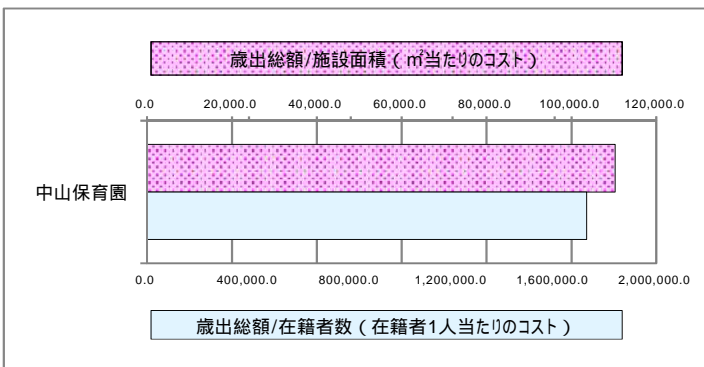 歳出総額/施設面積（㎡当たりのコスト）
0.0 20,000.0 40,000.0 60,000.0 80,000.0 100,000.0 120,000.0
中山保育園
0.0 400,000.0 800,000.0 1,200,000.0 1,600,000.0 2,000,000.0
歳出総額/在籍者数（在籍者1人当たりのコスト）